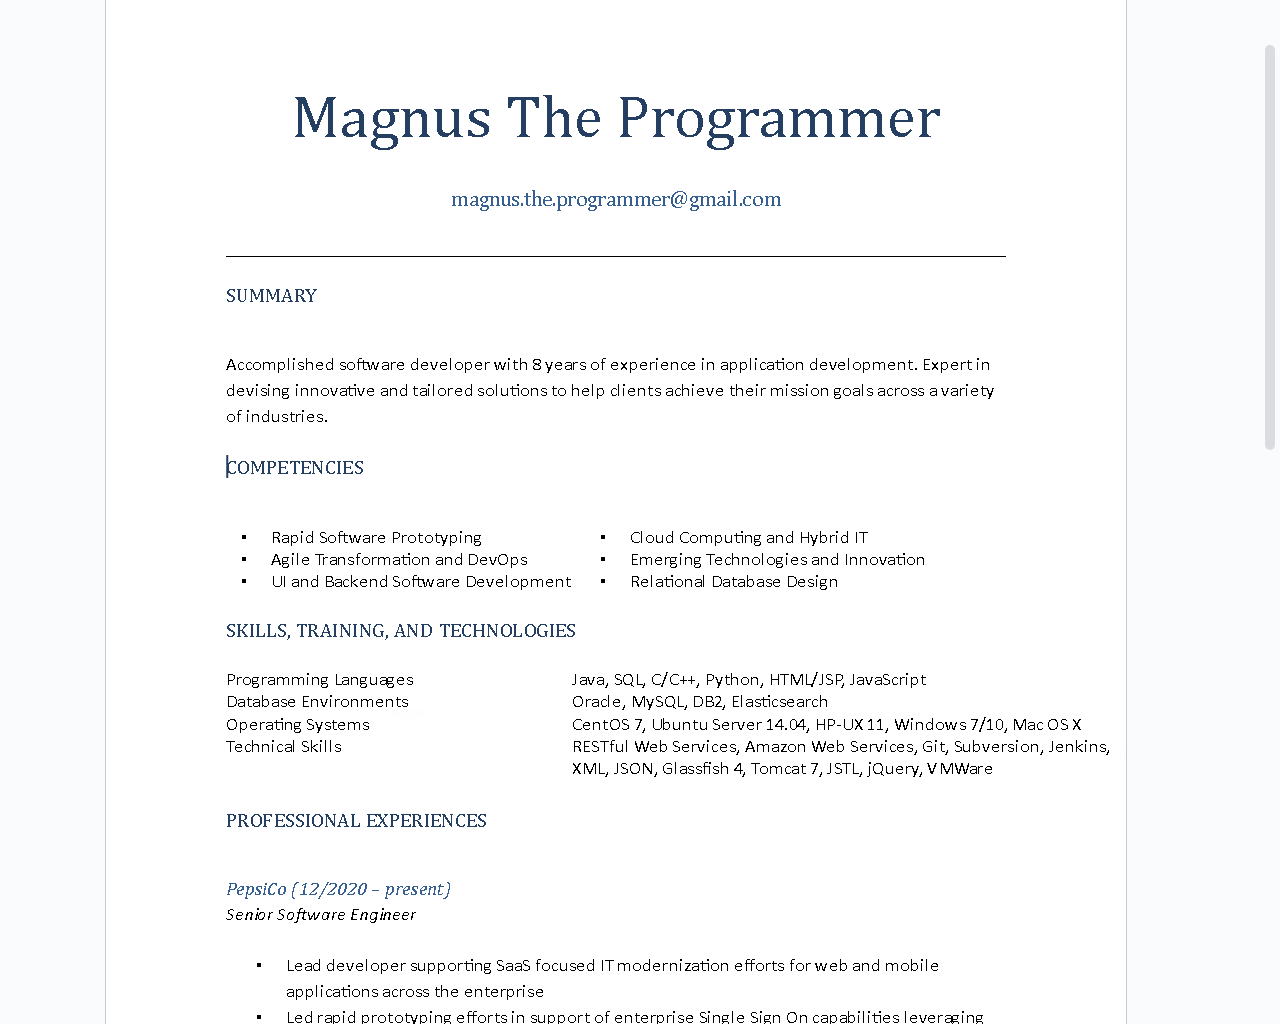 Magnus The Programmer
magnus.the.programmer@gmail.com
SUMMARY
Accomplished software developer with 8 years of experience in application development. Expert in
devising innovative and tailored solutions to help clients achieve their mission goals across a variety
of industries.
COMPETENCIES
▪ Rapid Software Prototyping ▪ Cloud Computing and Hybrid IT
▪ Agile Transformation and DevOps ▪ Emerging Technologies and Innovation
▪ UI and Backend Software Development ▪ Relational Database Design
SKILLS, TRAINING, AND TECHNOLOGIES
Programming Languages Java, SQL, C/C++, Python, HTML/JSP, JavaScript
Database Environments Oracle, MySQL, DB2, Elasticsearch
Operating Systems CentOS 7, Ubuntu Server 14.04, HP-UX 11, Windows 7/10, Mac OS X
Technical Skills RESTful Web Services, Amazon Web Services, Git, Subversion, Jenkins,
XML, JSON, Glassfish 4, Tomcat 7, JSTL, jQuery, VMWare
PROFESSIONAL EXPERIENCES
PepsiCo (12/2020 – present)
Senior Software Engineer
▪ Lead developer supporting SaaS focused IT modernization efforts for web and mobile
applications across the enterprise
▪ Led rapid prototyping efforts in support of enterprise Single Sign On capabilities leveraging